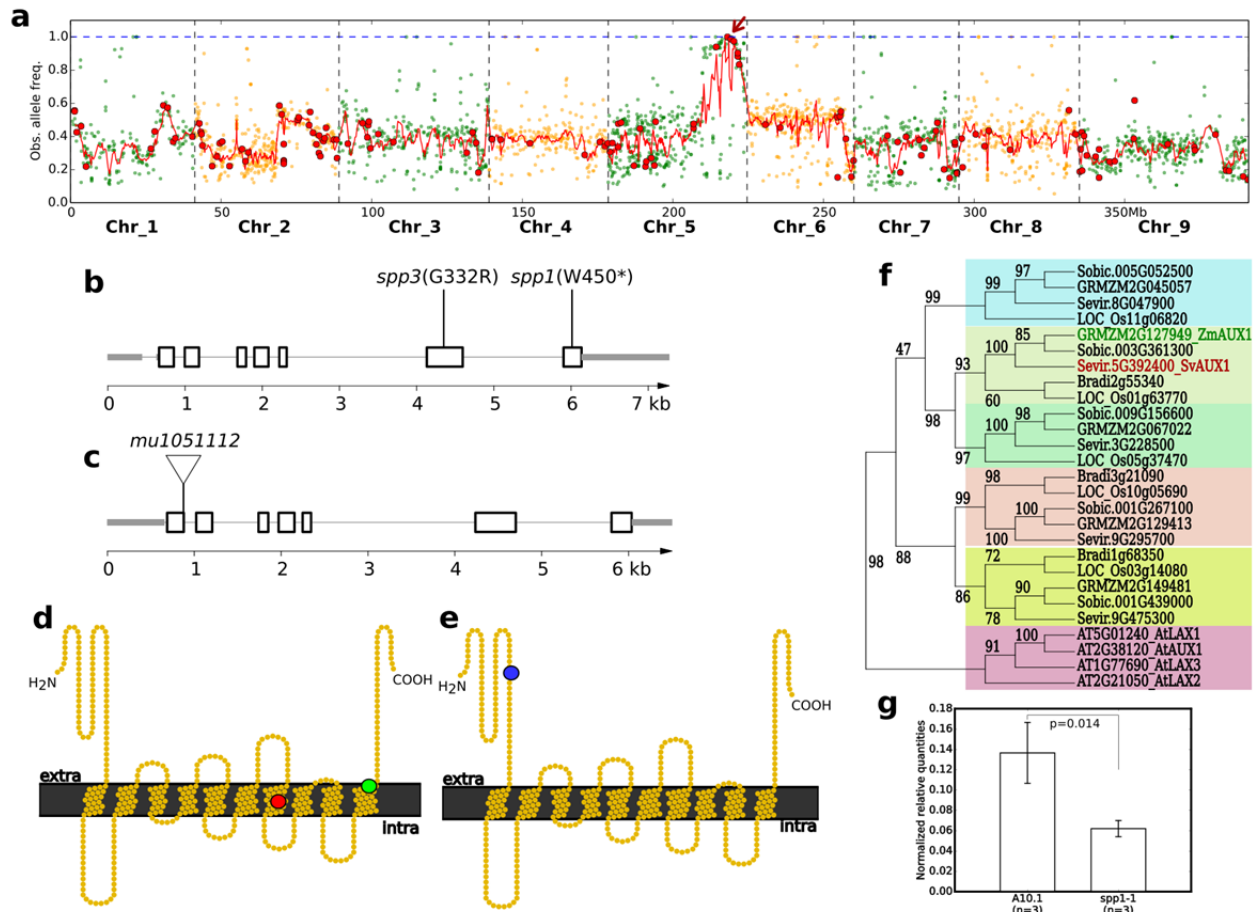 a
Obs. allele freq.
1.0
0.8
0.6
0.4
0.2
0.0
0 50 100 150 200 250 300 350Mb
Chr_1 Chr_2 Chr_3 Chr_4 Chr_5 Chr_6 Chr_7 Chr_8 Chr_9
b
spp3(G332R) spp1(W450*)
0 1 2 3 4 5 6 7 kb
mu1051112
c
0 1 2 3 4 5 6 kb
d
H2N
COOH
extra
intra
e
H2N
COOH
extra
intra
f
97 Sobic.005G052500
99 GRMZM2G045057
99 Sevir.8G047900
LOC_Os11g06820
85 GRMZM2G127949_ZmAUX1
47 100 Sobic.003G361300
93 Sevir.5G392400_SvAUX1
Bradi2g55340
60 LOC_Os01g63770
98 98 Sobic.009G156600
100 GRMZM2G067022
Sevir.3G228500
97 LOC_Os05g37470
98 Bradi3g21090
99 LOC_Os10g05690
100 Sobic.001G267100
GRMZM2G129413
100 Sevir.9G295700
98 88 72 Bradi1g68350
LOC_Os03g14080
86 90 GRMZM2G149481
Sobic.001G439000
78 Sevir.9G475300
100 AT5G01240_AtLAX1
91 AT2G38120_AtAUX1
AT1G77690_AtLAX3
AT2G21050_AtLAX2
g
Normalized relative quantities
0.18
0.16
0.14
0.12
0.10
0.08
0.06
0.04
0.02
0.00
p=0.014
A10.1 spp1-1
(n=3) (n=3)